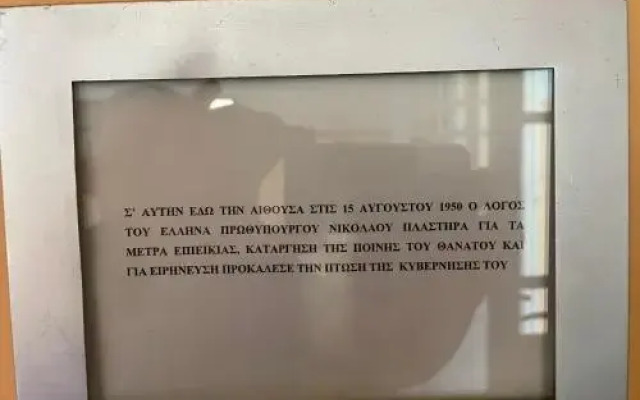 Σ' ΑΥΤΗΝ ΕΔΩ ΤΗΝ ΑΙΘΟΥΣΑ ΣΤΙΣ 15 ΑΥΓΟΥΣΤΟΥ 1950 Ο ΛΟΓΟΣ
ΤΟΥ ΕΛΛΗΝΑ ΠΡΩΘΥΠΟΥΡΓΟΥ ΝΙΚΟΛΑΟΥ ΠΛΑΣΤΗΡΑ ΓΙΑ ΤΑ
ΜΕΤΡΑ ΕΠΙΕΙΚΙΑΣ, ΚΑΤΑΡΓΗΣΗ ΤΗΣ ΠΟΙΝΗΣ ΤΟΥ ΘΑΝΑΤΟΥ ΚΑΙ
ΓΙΑ ΕΙΡΗΝΕΥΣΗ ΠΡΟΚΑΛΕΣΕ ΤΗΝ ΠΤΩΣΗ ΤΗΣ ΚΥΒΕΡΝΗΣΗΣ ΤΟΥ